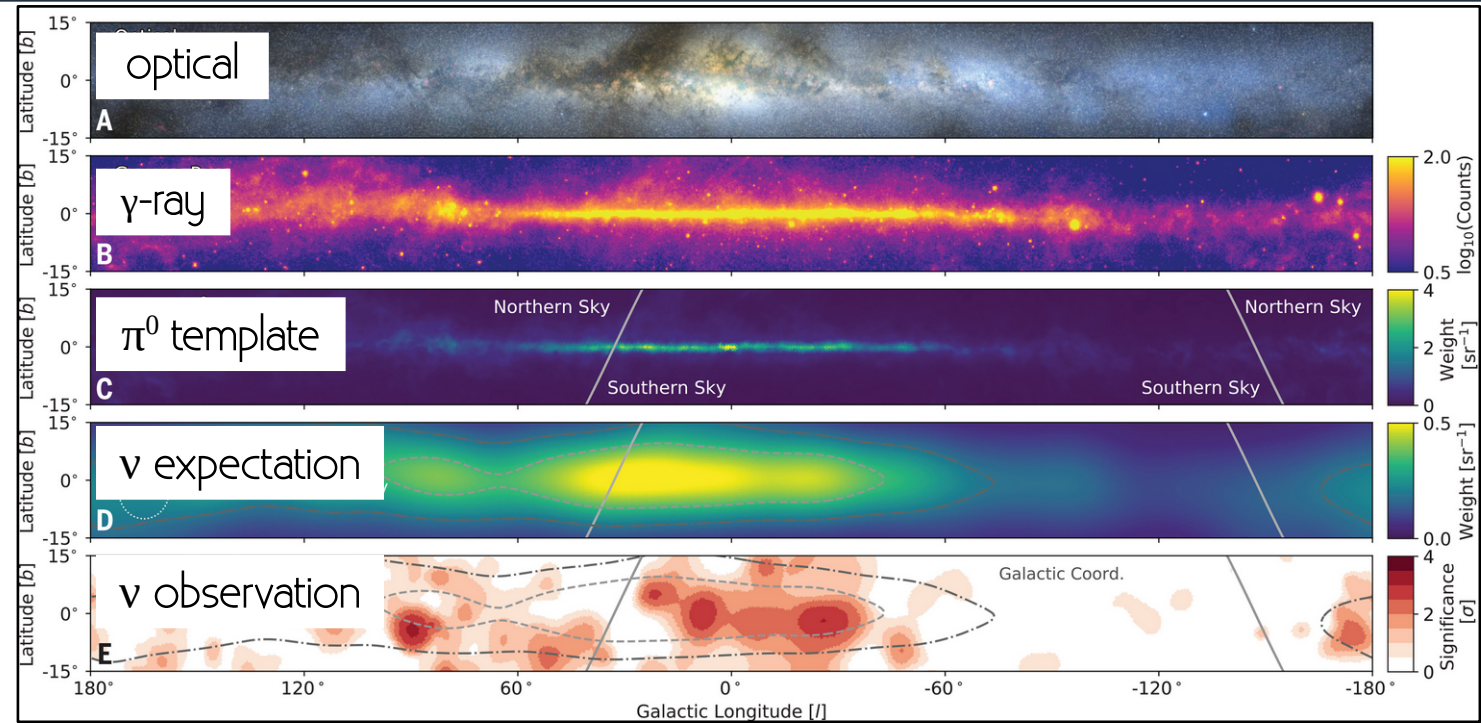 15°
Latitude [b]
0°
-15°
optical
A
15°
Latitude [b]
0°
-15°
γ-ray
B
2.0
0.5
log₁₀(Counts)
15°
Latitude [b]
0°
-15°
π⁰ template
C
Northern Sky
Southern Sky
Northern Sky
Southern Sky
4
2
0
Weight
[sr⁻¹]
15°
Latitude [b]
0°
-15°
ν expectation
D
0.5
0.0
Weight [sr⁻¹]
15°
Latitude [b]
0°
-15°
ν observation
E
Galactic Coord.
4
2
0
Significance
[σ]
180°
120°
60°
0°
-60°
-120°
-180°
Galactic Longitude [l]